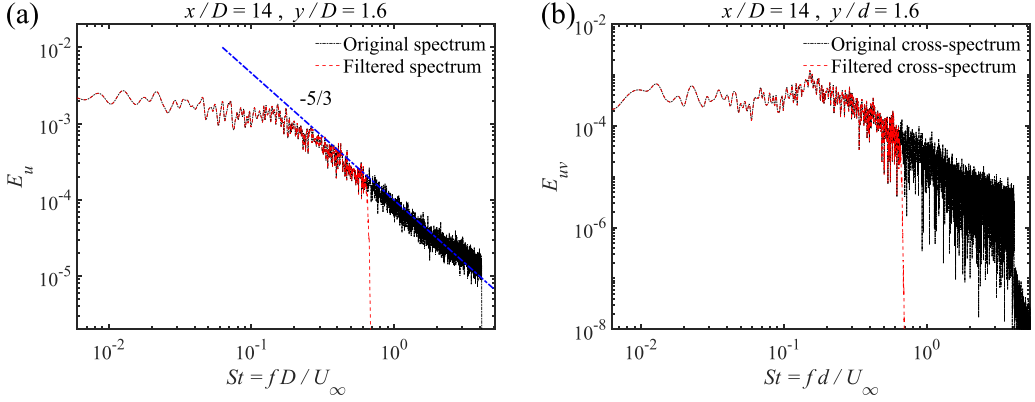 (a)
x / D = 14 , y / D = 1.6
10^-2
10^-3
10^-4
10^-5
E_u
Original spectrum
Filtered spectrum
-5/3
10^-2
10^-1
10^0
St = f D / U_∞
(b)
x / D = 14 , y / d = 1.6
10^-2
10^-4
10^-6
10^-8
E_uv
Original cross-spectrum
Filtered cross-spectrum
10^-2
10^-1
10^0
St = f d / U_∞